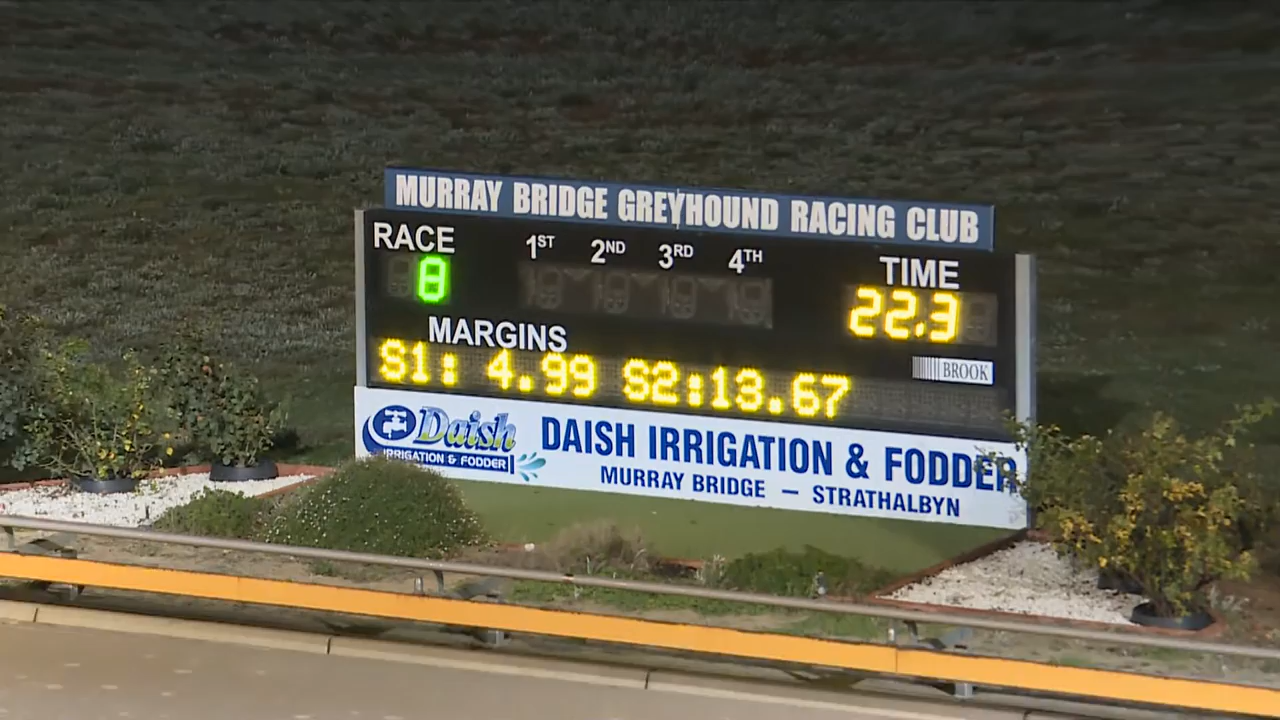 MURRAY BRIDGE GREYHOUND RACING CLUB
RACE 1ST 2ND 3RD 4TH TIME
8 22.3
MARGINS
BROOK
S1: 4.99 S2:13.67
Daish
IRRIGATION & FODDER
DAISH IRRIGATION & FODDER
MURRAY BRIDGE – STRATHALBYN